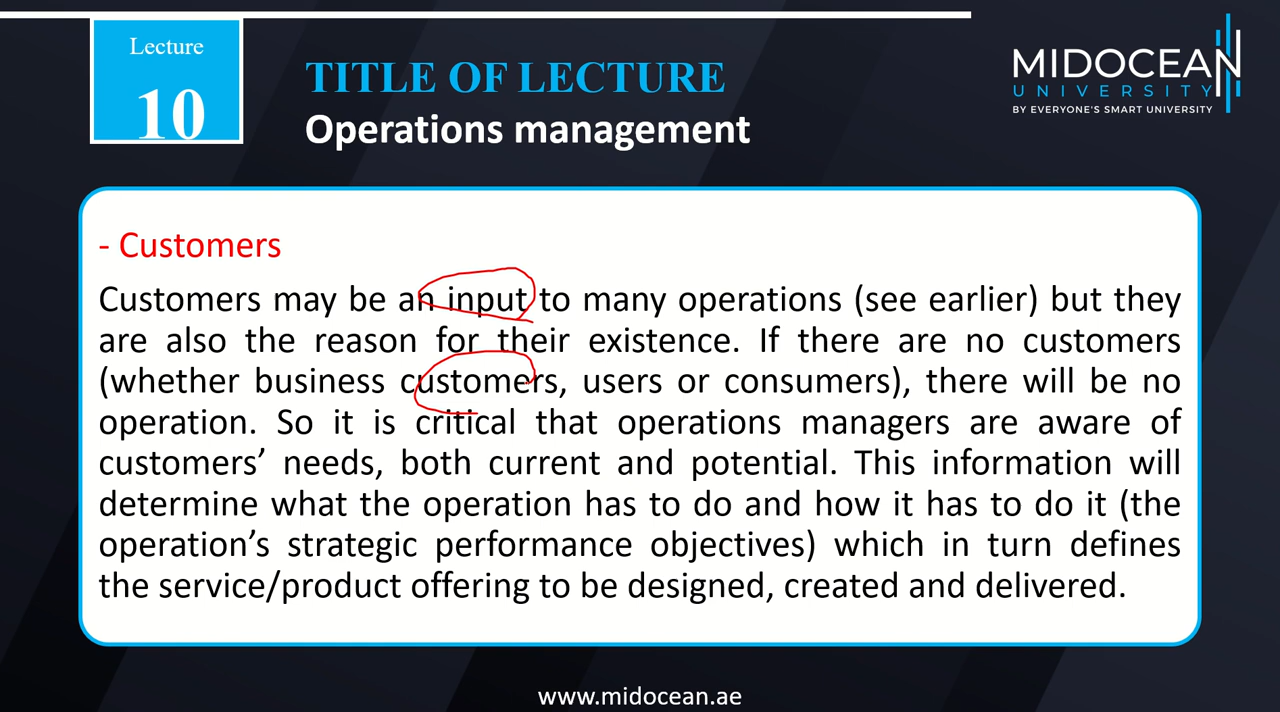 Lecture
10
TITLE OF LECTURE
Operations management
MIDOCEAN
UNIVERSITY
BY EVERYONE'S SMART UNIVERSITY
- Customers
Customers may be an input to many operations (see earlier) but they
are also the reason for their existence. If there are no customers
(whether business customers, users or consumers), there will be no
operation. So it is critical that operations managers are aware of
customers’ needs, both current and potential. This information will
determine what the operation has to do and how it has to do it (the
operation’s strategic performance objectives) which in turn defines
the service/product offering to be designed, created and delivered.
www.midocean.ae